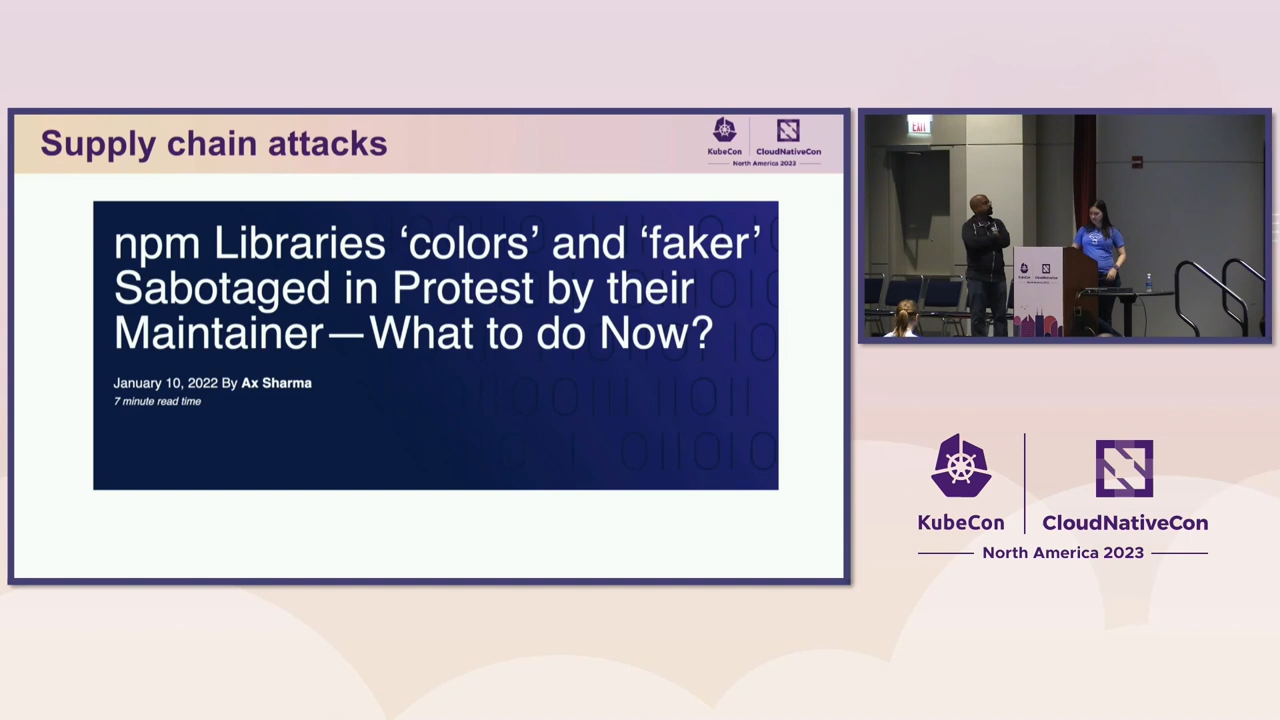 Supply chain attacks
KubeCon
CloudNativeCon
North America 2023
npm Libraries ‘colors’ and ‘faker’
Sabotaged in Protest by their
Maintainer—What to do Now?
January 10, 2022 By Ax Sharma
7 minute read time
EXIT
KubeCon
CloudNativeCon
North America 2023